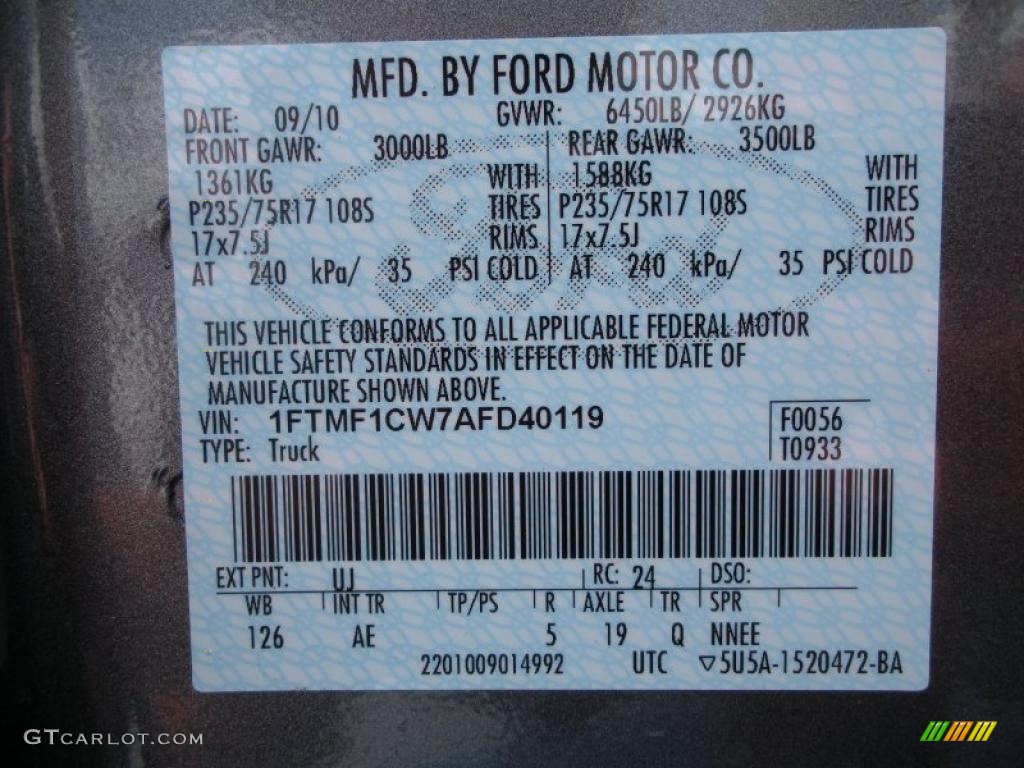 MFD. BY FORD MOTOR CO.
DATE: 09/10 GVWR: 6450LB/ 2926KG
FRONT GAWR: 3000LB REAR GAWR: 3500LB
1361KG WITH 1588KG WITH
P235/75R17 108S TIRES P235/75R17 108S TIRES
17x7.5J RIMS 17x7.5J RIMS
AT 240 kPa/ 35 PSI COLD AT 240 kPa/ 35 PSI COLD
THIS VEHICLE CONFORMS TO ALL APPLICABLE FEDERAL MOTOR
VEHICLE SAFETY STANDARDS IN EFFECT ON THE DATE OF
MANUFACTURE SHOWN ABOVE.
VIN: 1FTMF1CW7AFD40119 F0056
TYPE: Truck T0933
EXT PNT: UJ RC: 24 DSO:
WB INT TR TP/PS R AXLE TR SPR
126 AE 5 19 Q NNEE
2201009014992 UTC ▽5U5A-1520472-BA
GTCARLOT.COM